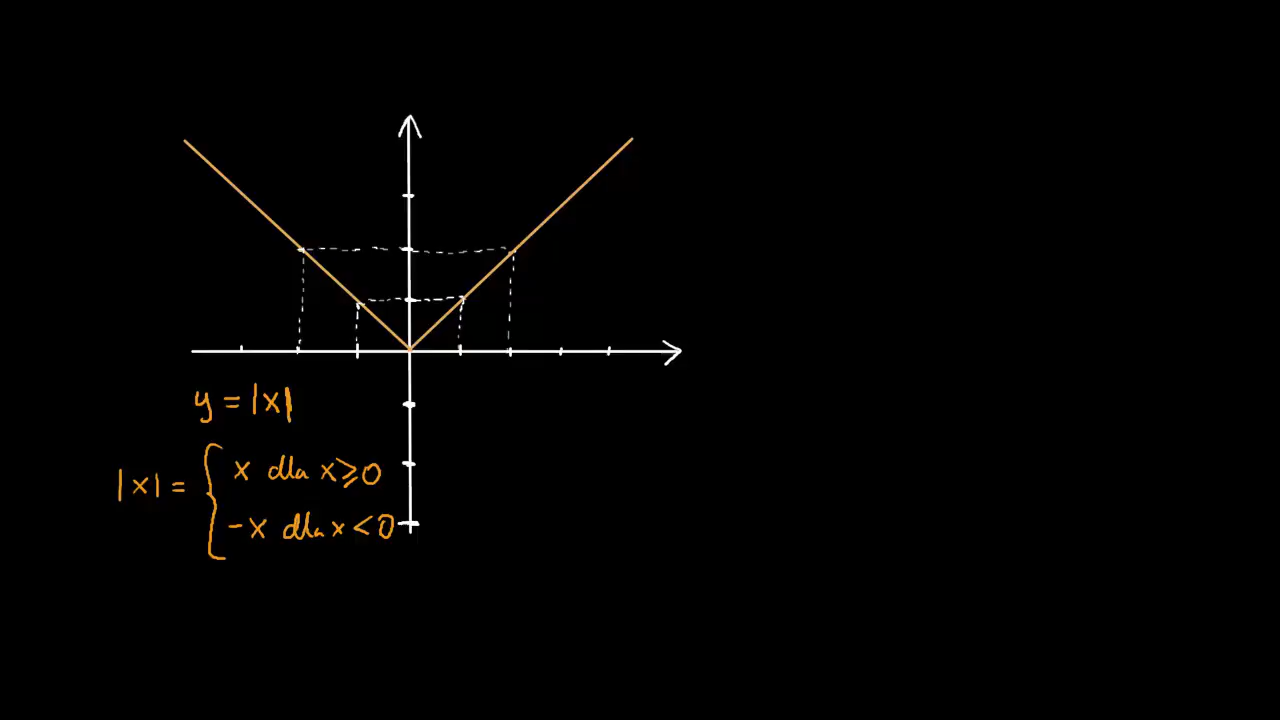 y = |x|
x dla x ⩾ 0
|x| =
-x dla x < 0